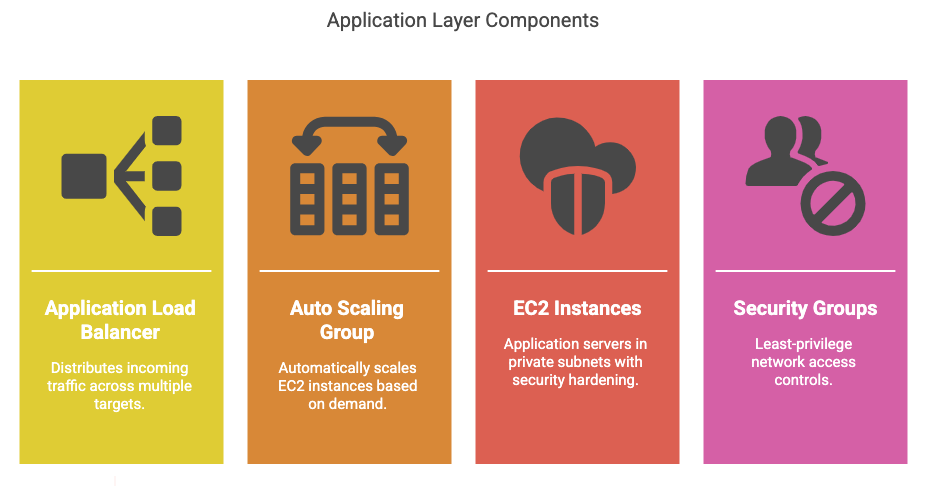 Application Layer Components
Application Load
Balancer
Distributes incoming
traffic across multiple
targets.
Auto Scaling
Group
Automatically scales
EC2 instances based
on demand.
EC2 Instances
Application servers in
private subnets with
security hardening.
Security Groups
Least-privilege
network access
controls.